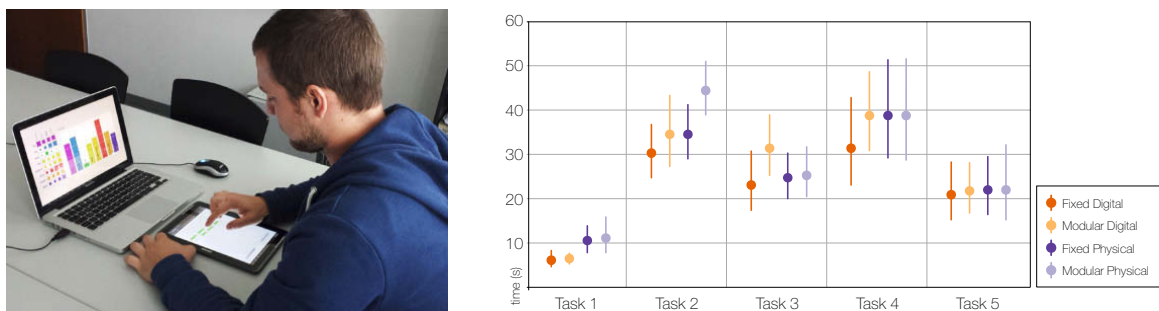 60
50
40
30
20
10
time (s)
Task 1
Task 2
Task 3
Task 4
Task 5
Fixed Digital
Modular Digital
Fixed Physical
Modular Physical